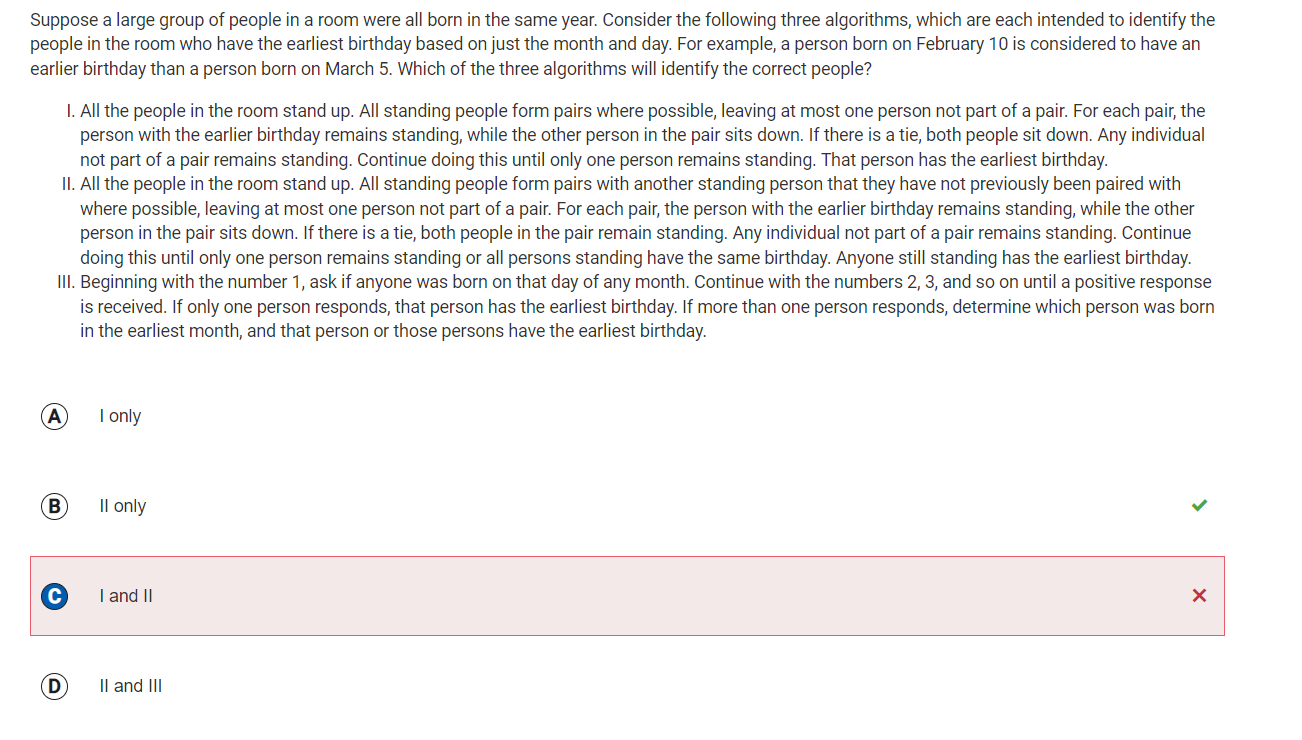 Suppose a large group of people in a room were all born in the same year. Consider the following three algorithms, which are each intended to identify the
people in the room who have the earliest birthday based on just the month and day. For example, a person born on February 10 is considered to have an
earlier birthday than a person born on March 5. Which of the three algorithms will identify the correct people?
I. All the people in the room stand up. All standing people form pairs where possible, leaving at most one person not part of a pair. For each pair, the
person with the earlier birthday remains standing, while the other person in the pair sits down. If there is a tie, both people sit down. Any individual
not part of a pair remains standing. Continue doing this until only one person remains standing. That person has the earliest birthday.
II. All the people in the room stand up. All standing people form pairs with another standing person that they have not previously been paired with
where possible, leaving at most one person not part of a pair. For each pair, the person with the earlier birthday remains standing, while the other
person in the pair sits down. If there is a tie, both people in the pair remain standing. Any individual not part of a pair remains standing. Continue
doing this until only one person remains standing or all persons standing have the same birthday. Anyone still standing has the earliest birthday.
III. Beginning with the number 1, ask if anyone was born on that day of any month. Continue with the numbers 2, 3, and so on until a positive response
is received. If only one person responds, that person has the earliest birthday. If more than one person responds, determine which person was born
in the earliest month, and that person or those persons have the earliest birthday.
A I only
B II only
C I and II
D II and III